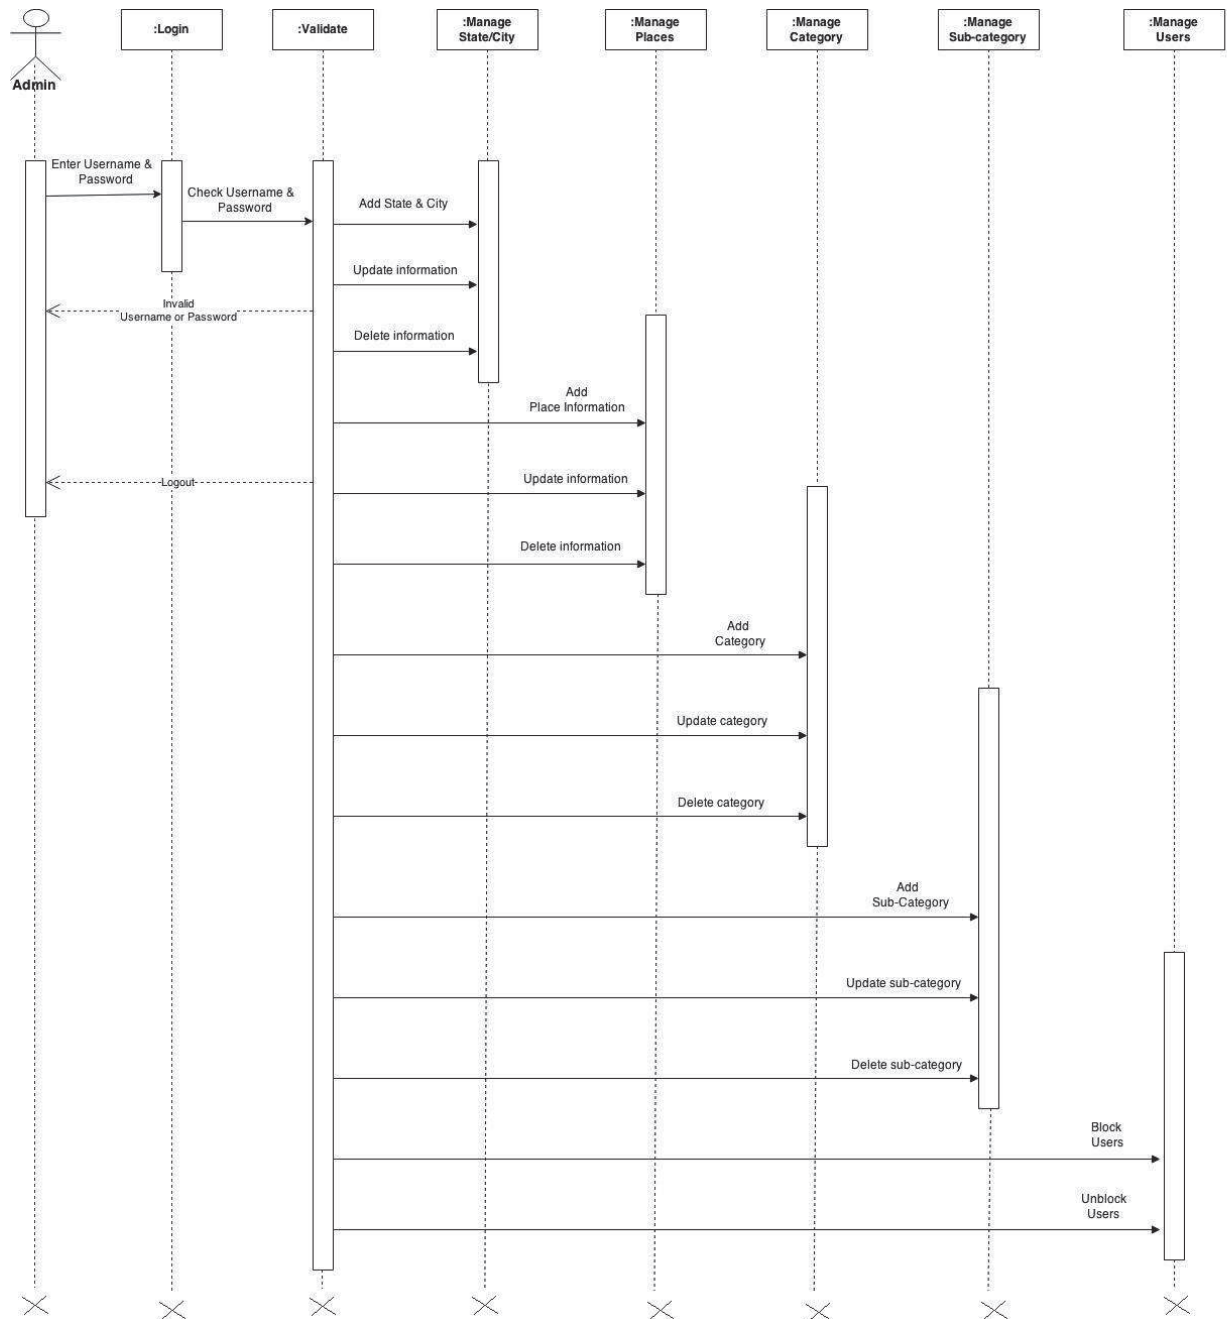 :Login
:Validate
:Manage
State/City
:Manage
Places
:Manage
Category
:Manage
Sub-category
:Manage
Users
Admin
Enter Username &
Password
Check Username &
Password
Add State & City
Update information
Invalid
Username or Password
Delete information
Add
Place Information
Logout
Update information
Delete information
Add
Category
Update category
Delete category
Add
Sub-Category
Update sub-category
Delete sub-category
Block
Users
Unblock
Users